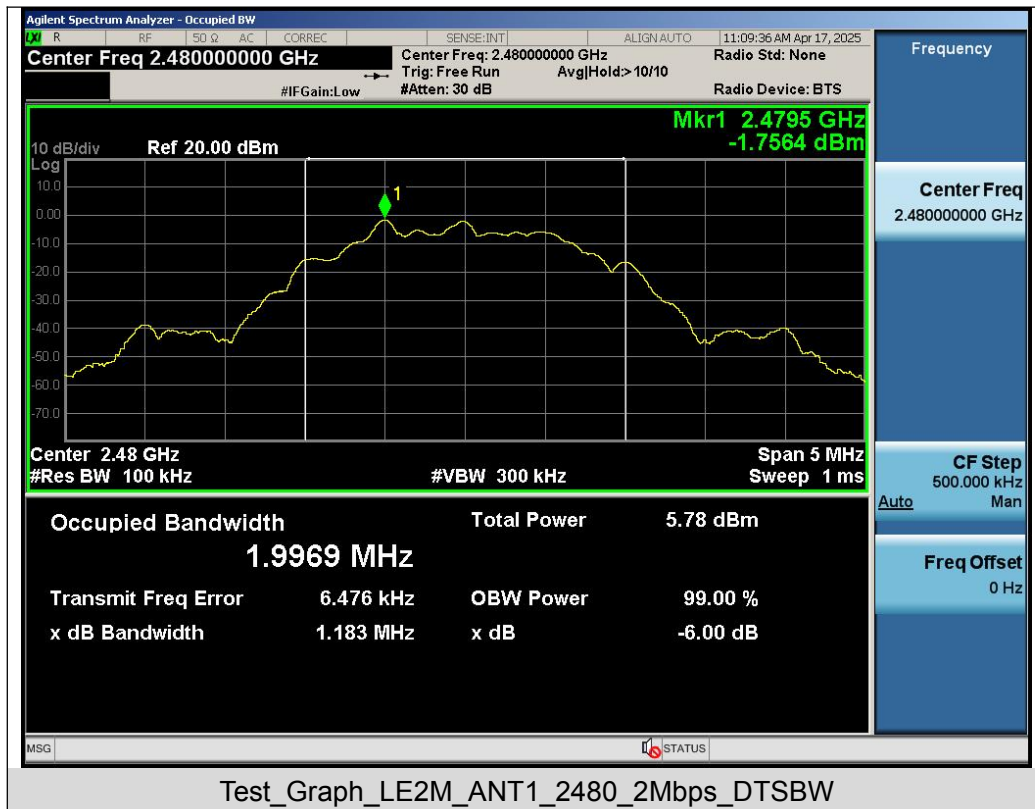 Agilent Spectrum Analyzer - Occupied BW
LXI R RF 50 Ω AC CORREC SENSE:INT ALIGN AUTO 11:09:36 AM Apr 17, 2025
Center Freq 2.480000000 GHz
Center Freq: 2.480000000 GHz
Radio Std: None
Trig: Free Run Avg|Hold:> 10/10
#IFGain:Low
#Atten: 30 dB
Radio Device: BTS
Mkr1 2.4795 GHz
-1.7564 dBm
10 dB/div Ref 20.00 dBm
Log
10.0
0.00
-10.0
-20.0
-30.0
-40.0
-50.0
-60.0
-70.0
1
Center 2.48 GHz
Span 5 MHz
#Res BW 100 kHz
#VBW 300 kHz
Sweep 1 ms
Occupied Bandwidth
1.9969 MHz
Total Power 5.78 dBm
Transmit Freq Error 6.476 kHz
OBW Power 99.00 %
x dB Bandwidth 1.183 MHz
x dB -6.00 dB
Frequency
Center Freq
2.480000000 GHz
CF Step
500.000 kHz
Auto Man
Freq Offset
0 Hz
MSG
STATUS
Test_Graph_LE2M_ANT1_2480_2Mbps_DTSBW